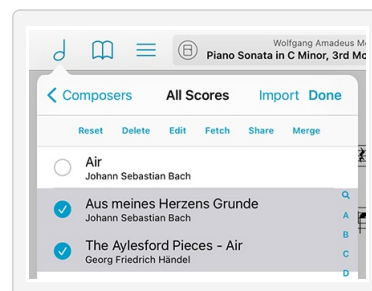 Wolfgang Amadeus M
Piano Sonata in C Minor, 3rd Mo
Composers All Scores Import Done
Reset Delete Edit Fetch Share Merge
Air
Johann Sebastian Bach
Aus meines Herzens Grunde
Johann Sebastian Bach
The Aylesford Pieces - Air
Georg Friedrich Händel
A
B
C
D